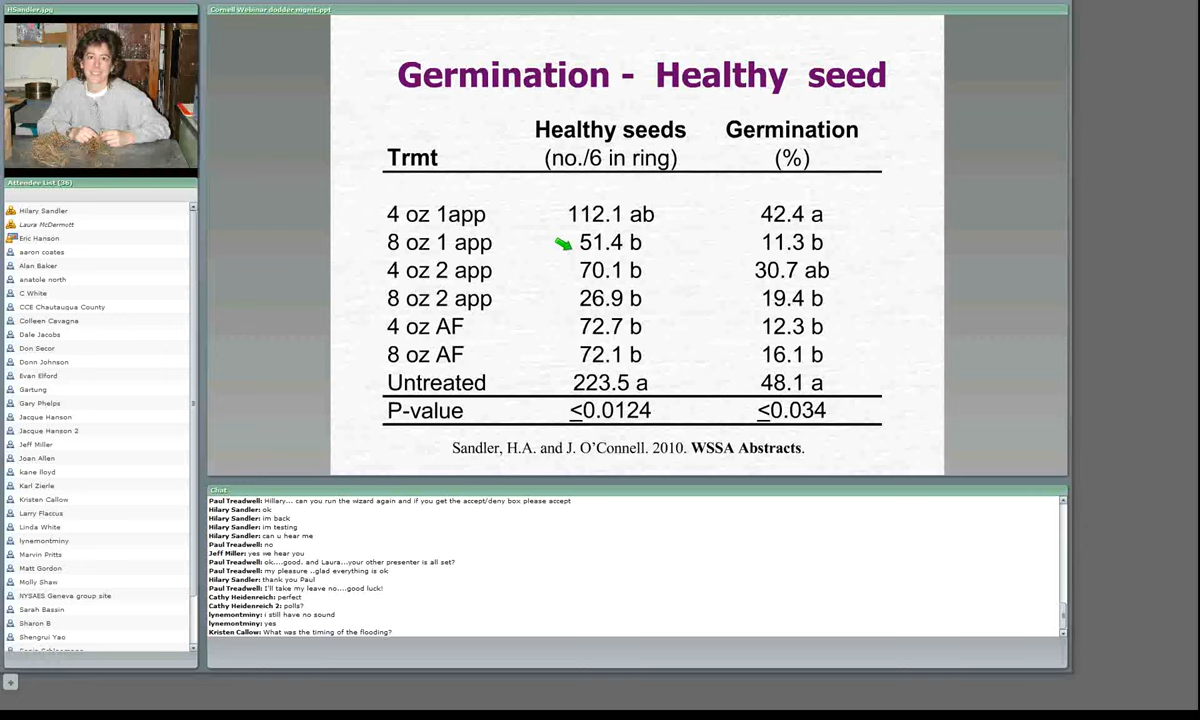 HSandler.jpg
Attendee List (36)
Hilary Sandler
Laura McDermott
Eric Hanson
aaron coates
Alan Baker
anatole north
C White
CCE Chautauqua County
Colleen Cavagna
Dale Jacobs
Don Secor
Donn Johnson
Evan Elford
Gartung
Gary Phelps
Jacque Hanson
Jacque Hanson 2
Jeff Miller
Joan Allen
kane lloyd
Karl Zierle
Kristen Callow
Larry Flaccus
Linda White
lynemontminy
Marvin Pritts
Matt Gordon
Molly Shaw
NYSAES Geneva group site
Sarah Bassin
Sharon B
Shengrui Yao
Cornell Webinar dodder mgmt.ppt
Germination - Healthy seed
Healthy seeds Germination
Trmt (no./6 in ring) (%)
4 oz 1app 112.1 ab 42.4 a
8 oz 1 app 51.4 b 11.3 b
4 oz 2 app 70.1 b 30.7 ab
8 oz 2 app 26.9 b 19.4 b
4 oz AF 72.7 b 12.3 b
8 oz AF 72.1 b 16.1 b
Untreated 223.5 a 48.1 a
P-value <0.0124 <0.034
Sandler, H.A. and J. O'Connell. 2010. WSSA Abstracts.
Chat
Paul Treadwell: Hillary... can you run the wizard again and if you get the accept/deny box please accept
Hilary Sandler: ok
Hilary Sandler: im back
Hilary Sandler: im testing
Hilary Sandler: can u hear me
Paul Treadwell: no
Jeff Miller: yes we hear you
Paul Treadwell: ok....good. and Laura...your other presenter is all set?
Paul Treadwell: my pleasure ..glad everything is ok
Hilary Sandler: thank you Paul
Paul Treadwell: I'll take my leave no....good luck!
Cathy Heidenreich: perfect
Cathy Heidenreich 2: polls?
lynemontminy: i still have no sound
lynemontminy: yes
Kristen Callow: What was the timing of the flooding?